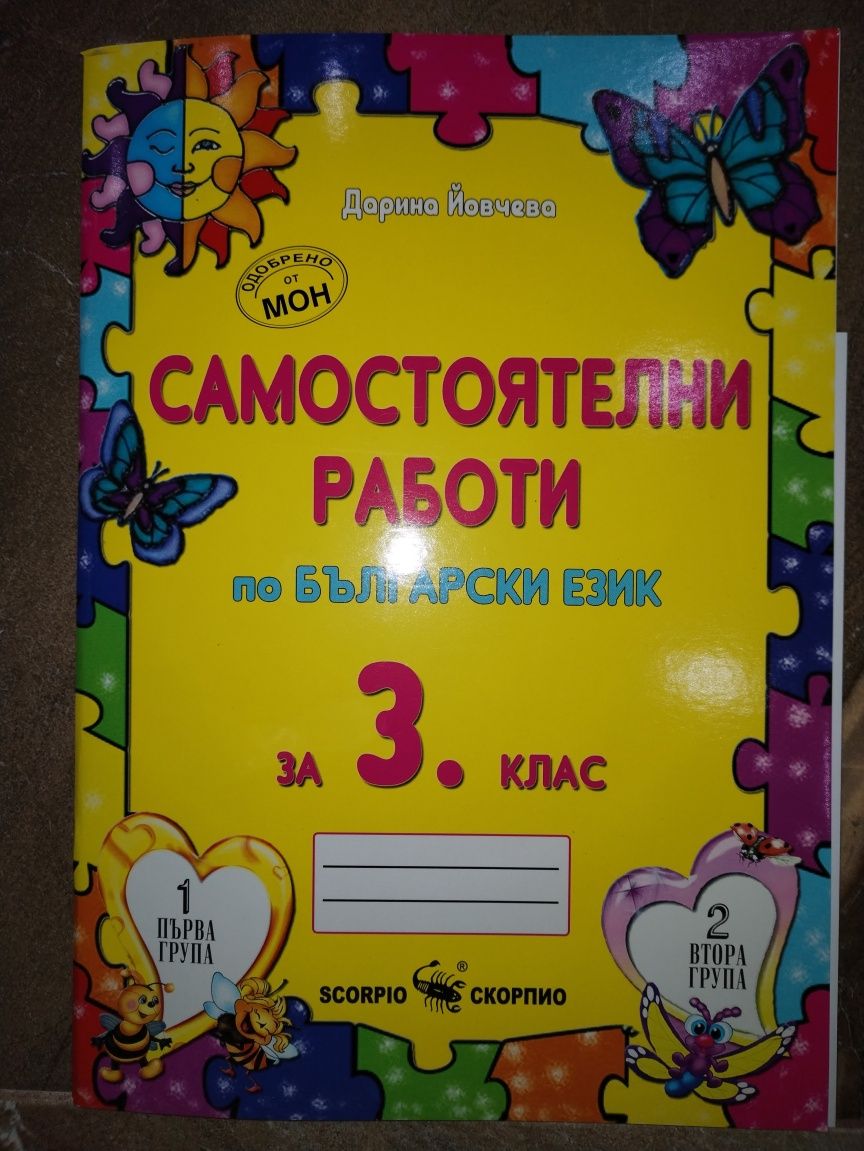 Дарина Йовчева
ОДОБРЕНО
от
МОН
САМОСТОЯТЕЛНИ
РАБОТИ
по БЪЛГАРСКИ ЕЗИК
за 3. клас
1
ПЪРВА
ГРУПА
2
ВТОРА
ГРУПА
SCORPIO ® СКОРПИО